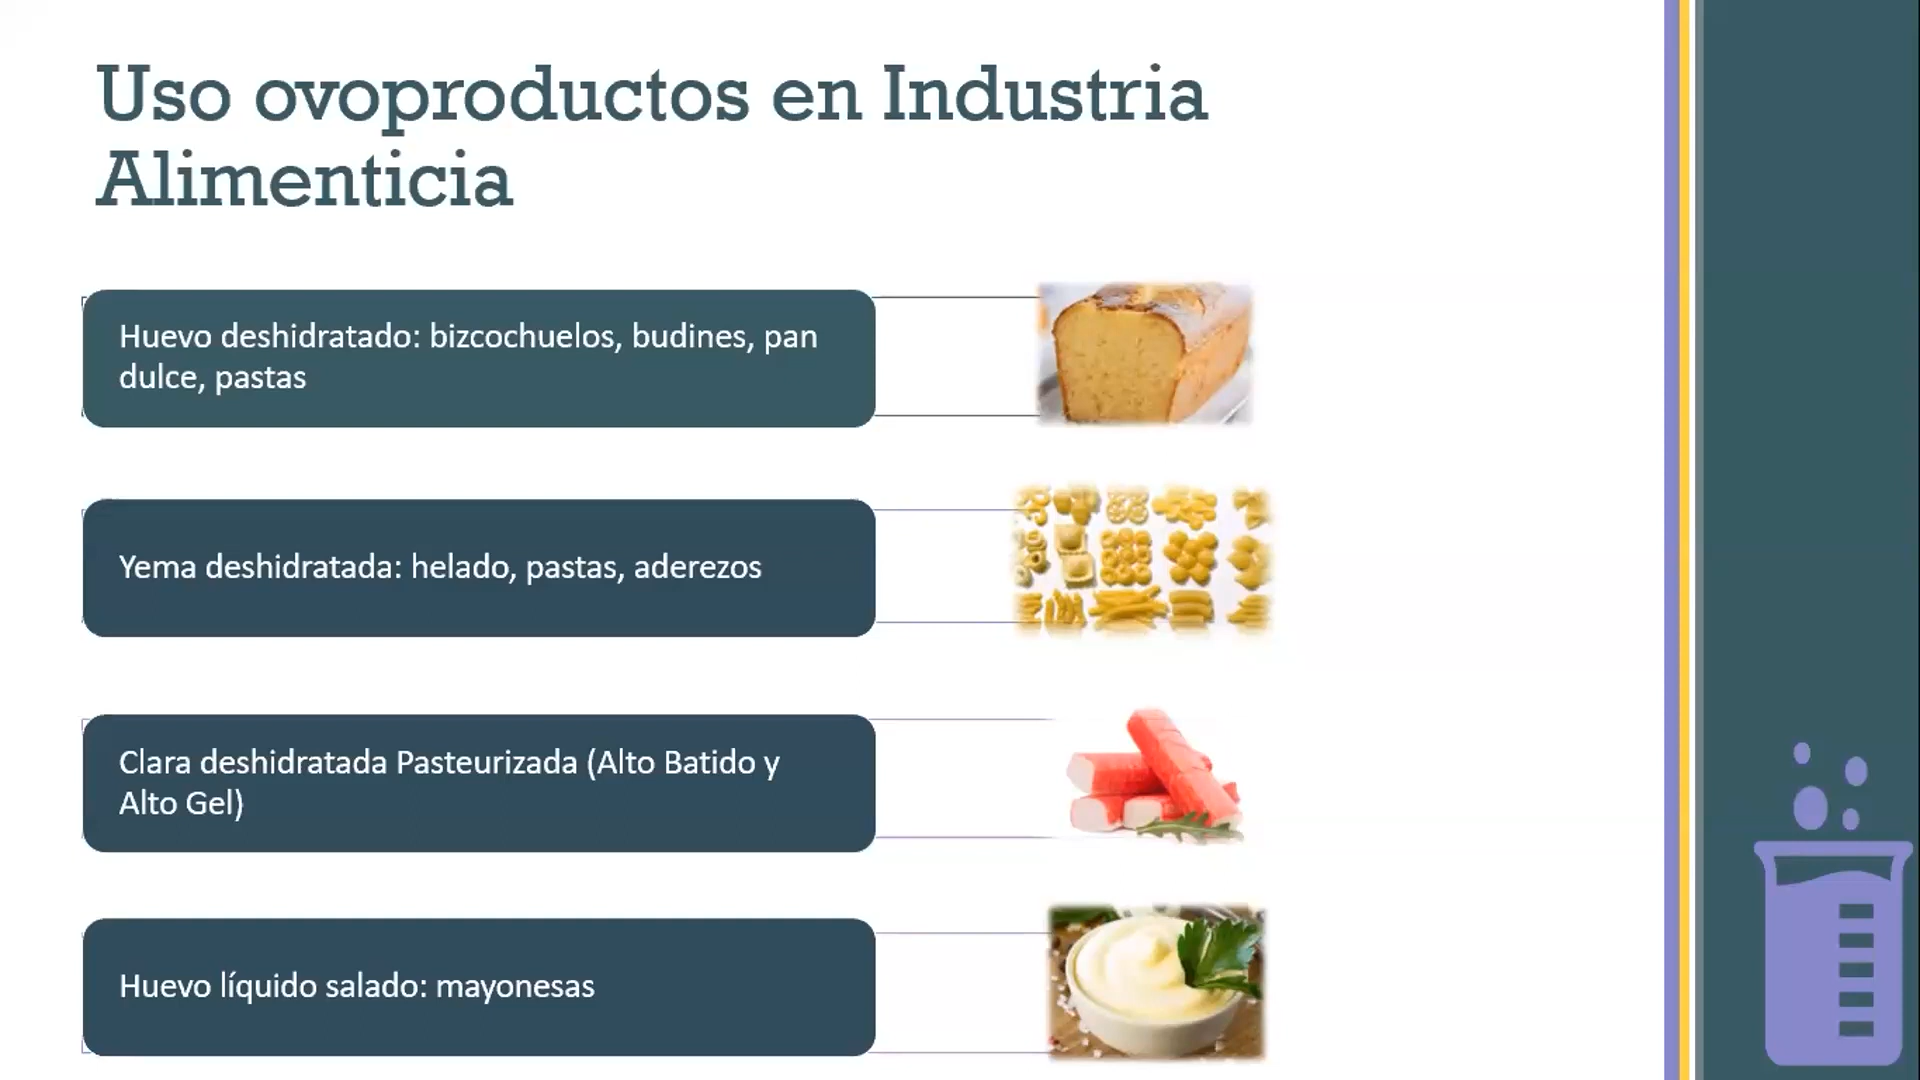 Uso ovoproductos en Industria
Alimenticia
Huevo deshidratado: bizcochuelos, budines, pan
dulce, pastas
Yema deshidratada: helado, pastas, aderezos
Clara deshidratada Pasteurizada (Alto Batido y
Alto Gel)
Huevo líquido salado: mayonesas